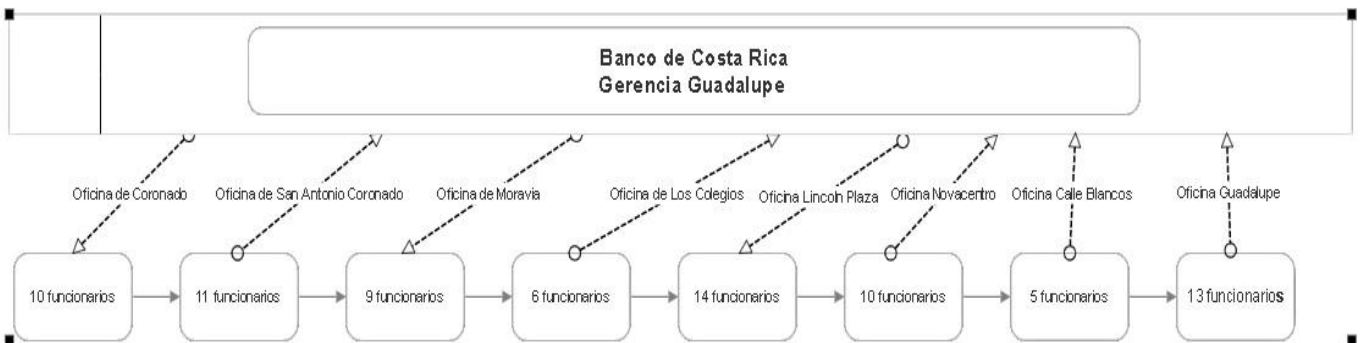 Banco de Costa Rica
Gerencia Guadalupe
Oficina de Coronado
Oficina de San Antonio Coronado
Oficina de Moravia
Oficina de Los Colegios
Oficina Lincoln Plaza
Oficina Novacentro
Oficina Calle Blancos
Oficina Guadalupe
10 funcionarios
11 funcionarios
9 funcionarios
6 funcionarios
14 funcionarios
10 funcionarios
5 funcionarios
13 funcionarios